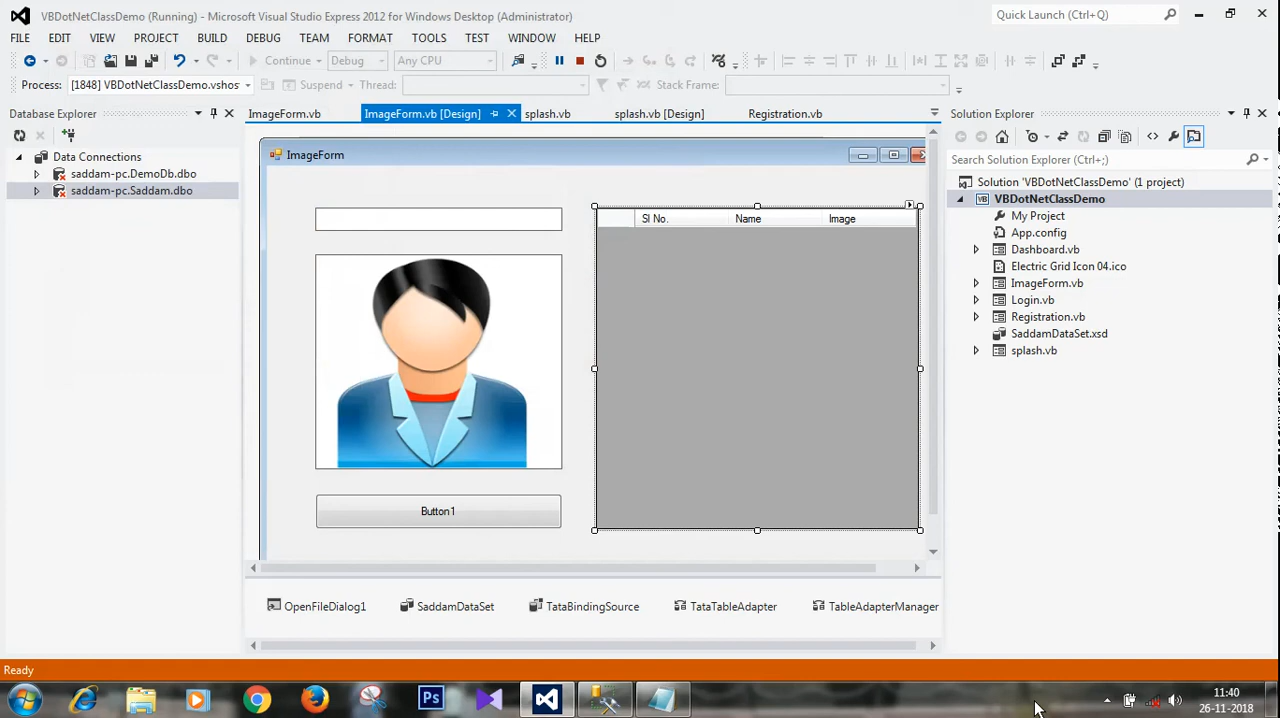 VBDotNetClassDemo (Running) - Microsoft Visual Studio Express 2012 for Windows Desktop (Administrator)
Quick Launch (Ctrl+Q)
FILE EDIT VIEW PROJECT BUILD DEBUG TEAM FORMAT TOOLS TEST WINDOW HELP
Continue Debug Any CPU
Process: [1848] VBDotNetClassDemo.vshos Suspend Thread: Stack Frame:
Database Explorer
ImageForm.vb ImageForm.vb [Design] splash.vb splash.vb [Design] Registration.vb
Solution Explorer
Search Solution Explorer (Ctrl+;)
Data Connections
saddam-pc.DemoDb.dbo
saddam-pc.Saddam.dbo
ImageForm
Sl No. Name Image
Button1
Solution 'VBDotNetClassDemo' (1 project)
VB VBDotNetClassDemo
My Project
App.config
Dashboard.vb
Electric Grid Icon 04.ico
ImageForm.vb
Login.vb
Registration.vb
SaddamDataSet.xsd
splash.vb
OpenFileDialog1 SaddamDataSet TataBindingSource TataTableAdapter TableAdapterManager
Ready
Ps
11:40
26-11-2018